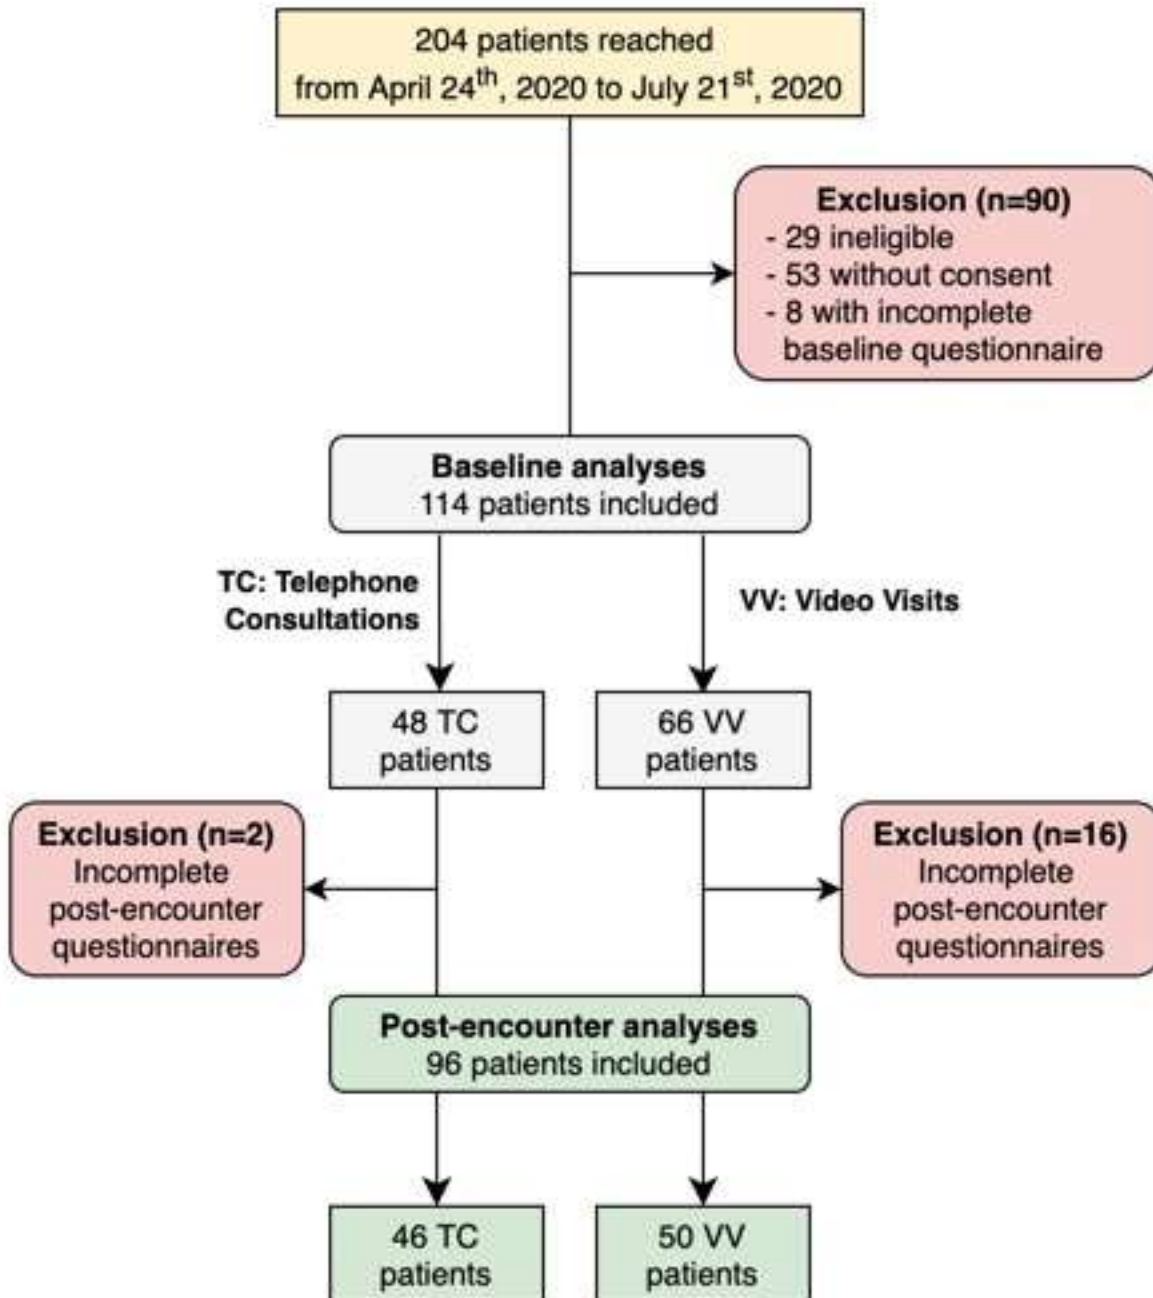 204 patients reached
from April 24th, 2020 to July 21st, 2020
Exclusion (n=90)
- 29 ineligible
- 53 without consent
- 8 with incomplete
baseline questionnaire
Baseline analyses
114 patients included
TC: Telephone
Consultations
VV: Video Visits
48 TC
patients
66 VV
patients
Exclusion (n=2)
Incomplete
post-encounter
questionnaires
Exclusion (n=16)
Incomplete
post-encounter
questionnaires
Post-encounter analyses
96 patients included
46 TC
patients
50 VV
patients